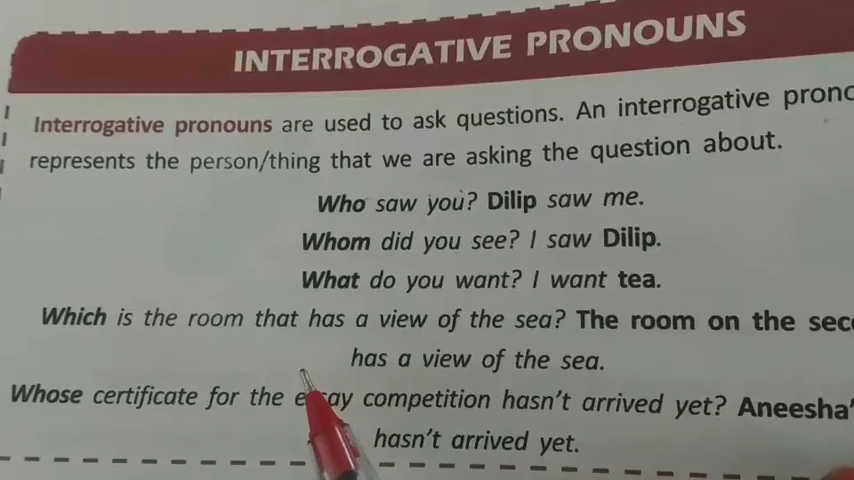 INTERROGATIVE PRONOUNS
Interrogative pronouns are used to ask questions. An interrogative
represents the person/thing that we are asking the question about.
Who saw you? Dilip saw me.
Whom did you see? I saw Dilip.
What do you want? I want tea.
Which is the room that has a view of the sea? The room on the
has a view of the sea.
Whose certificate for the competition hasn't arrived yet? Aneesha'
hasn't arrived yet.